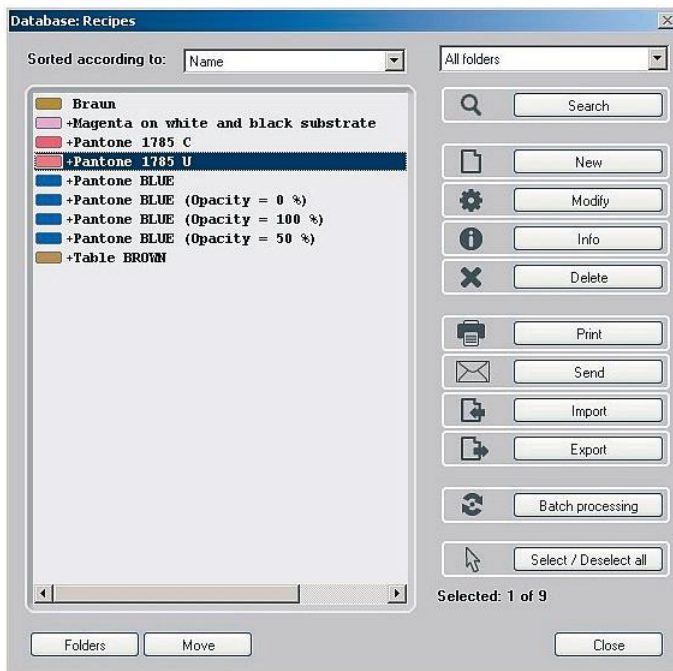 Database: Recipes
Sorted according to: Name
All folders
Braun
+Magenta on white and black substrate
+Pantone 1785 C
+Pantone 1785 U
+Pantone BLUE
+Pantone BLUE (Opacity = 0 %)
+Pantone BLUE (Opacity = 100 %)
+Pantone BLUE (Opacity = 50 %)
+Table BROWN
Search
New
Modify
Info
Delete
Print
Send
Import
Export
Batch processing
Select / Deselect all
Selected: 1 of 9
Folders
Move
Close